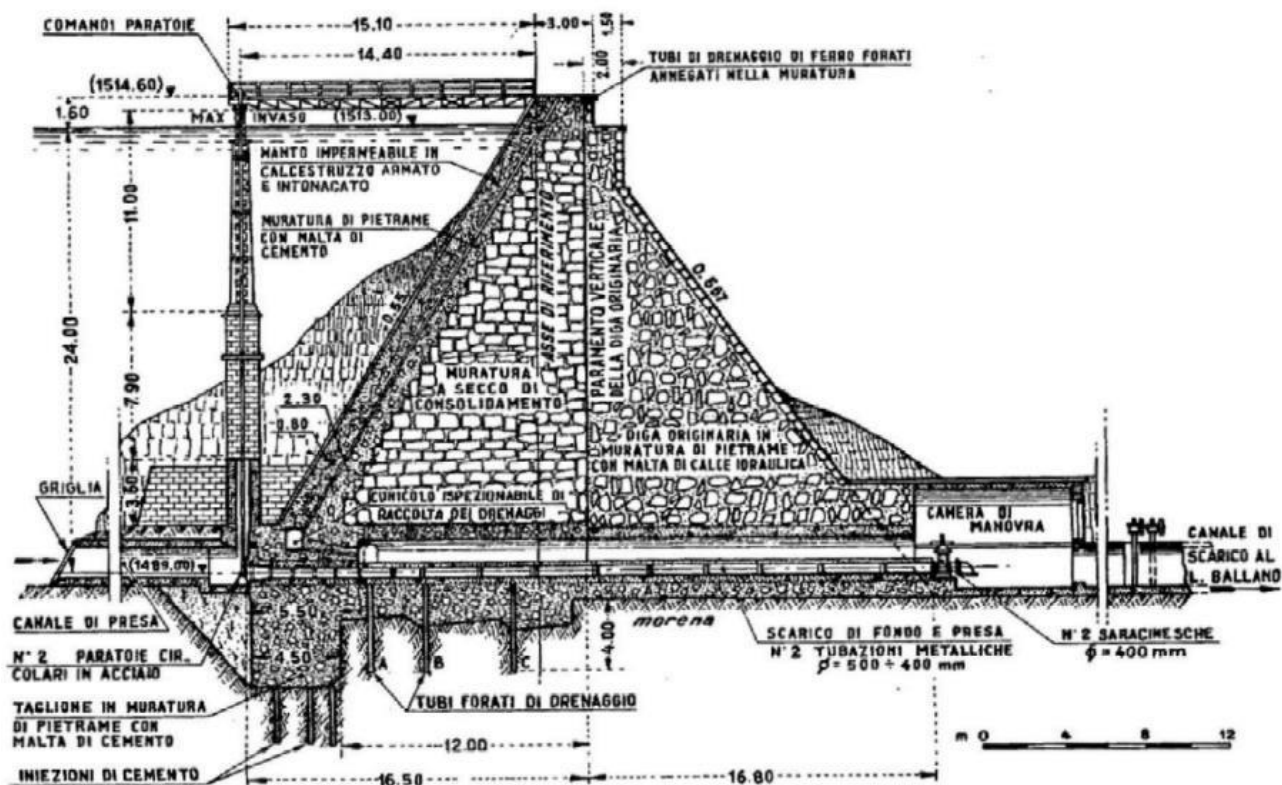 COMANDI PARATOIE
15.10
3.00
1.50
14.40
2.00
TUBI DI DRENAGGIO DI FERRO FORATI
ANNEGATI NELLA MURATURA
(1514.60)
1.60
MAX INVASO (1513.00)
MANTO IMPERMEABILE IN
CALCESTRUZZO ARMATO
E INTONACATO
11.00
MURATURA DI PIETRAME
CON MALTA DI
CEMENTO
ASSE DI RIFERIMENTO
PARAMENTO VERTICALE
DELLA DIGA ORIGINARIA
0.667
0.55
24.00
7.90
MURATURA
A SECCO DI
CONSOLIDAMENTO
2.30
0.80
DIGA ORIGINARIA IN
MURATURA DI PIETRAME
CON MALTA DI CALCE IDRAULICA
GRIGLIA
3.60
CUNICOLO ISPEZIONABILE DI
RACCOLTA DEI DRENAGGI
CAMERA DI
MANOVRA
CANALE DI
SCARICO AL
L. BALLANO
(1489.00)
CANALE DI PRESA
5.50
4.50
A
B
C
4.00
morena
SCARICO DI FONDO E PRESA
N° 2 TUBAZIONI METALLICHE
Ø = 500 ÷ 400 mm
N° 2 SARACINESCHE
ϕ = 400 mm
N° 2 PARATOIE CIR_
COLARI IN ACCIAIO
TUBI FORATI DI DRENAGGIO
TAGLIONE IN MURATURA
DI PIETRAME CON
MALTA DI CEMENTO
INIEZIONI DI CEMENTO
12.00
16.50
16.80
m 0 4 8 12